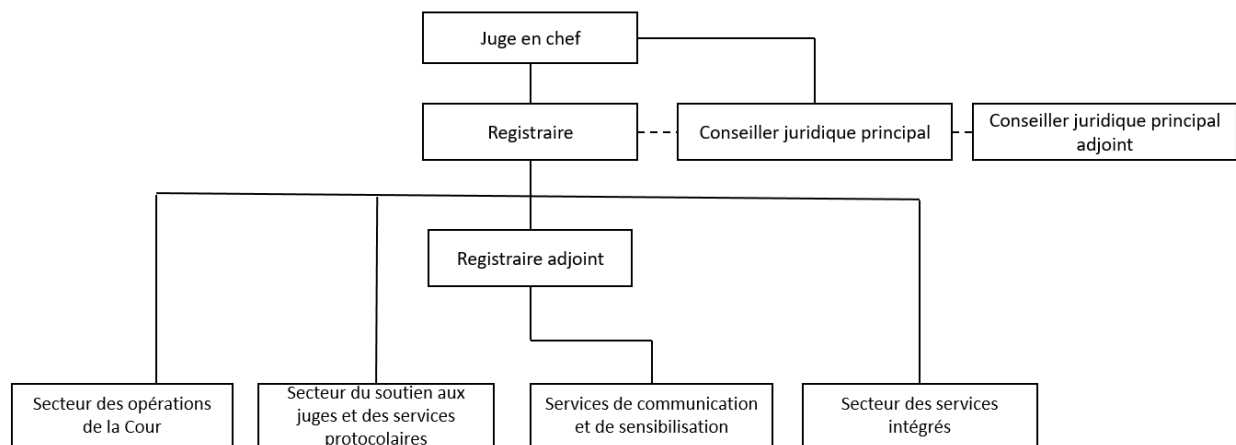 Juge en chef
Registraire
Conseiller juridique principal
Conseiller juridique principal
adjoint
Registraire adjoint
Secteur des opérations
de la Cour
Secteur du soutien aux
juges et des services
protocolaires
Services de communication
et de sensibilisation
Secteur des services
intégrés